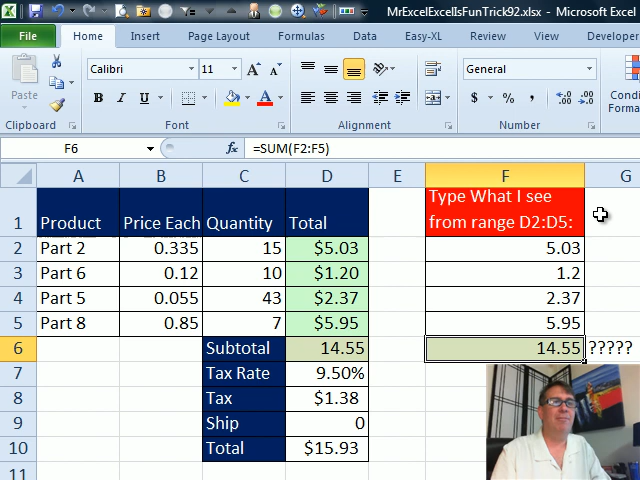 MrExcelExcelIsFunTrick92.xlsx - Microsoft Excel
File Home Insert Page Layout Formulas Data Easy-XL Review View Developer
Calibri 11 General
Paste B I U $ % , .00 .0
Clipboard Font Alignment Number
F6 fx =SUM(F2:F5)
A B C D E F G
1 Product Price Each Quantity Total Type What I see
from range D2:D5:
2 Part 2 0.335 15 $5.03 5.03
3 Part 6 0.12 10 $1.20 1.2
4 Part 5 0.055 43 $2.37 2.37
5 Part 8 0.85 7 $5.95 5.95
6 Subtotal 14.55 14.55 ?????
7 Tax Rate 9.50%
8 Tax $1.38
9 Ship 0
10 Total $15.93
11